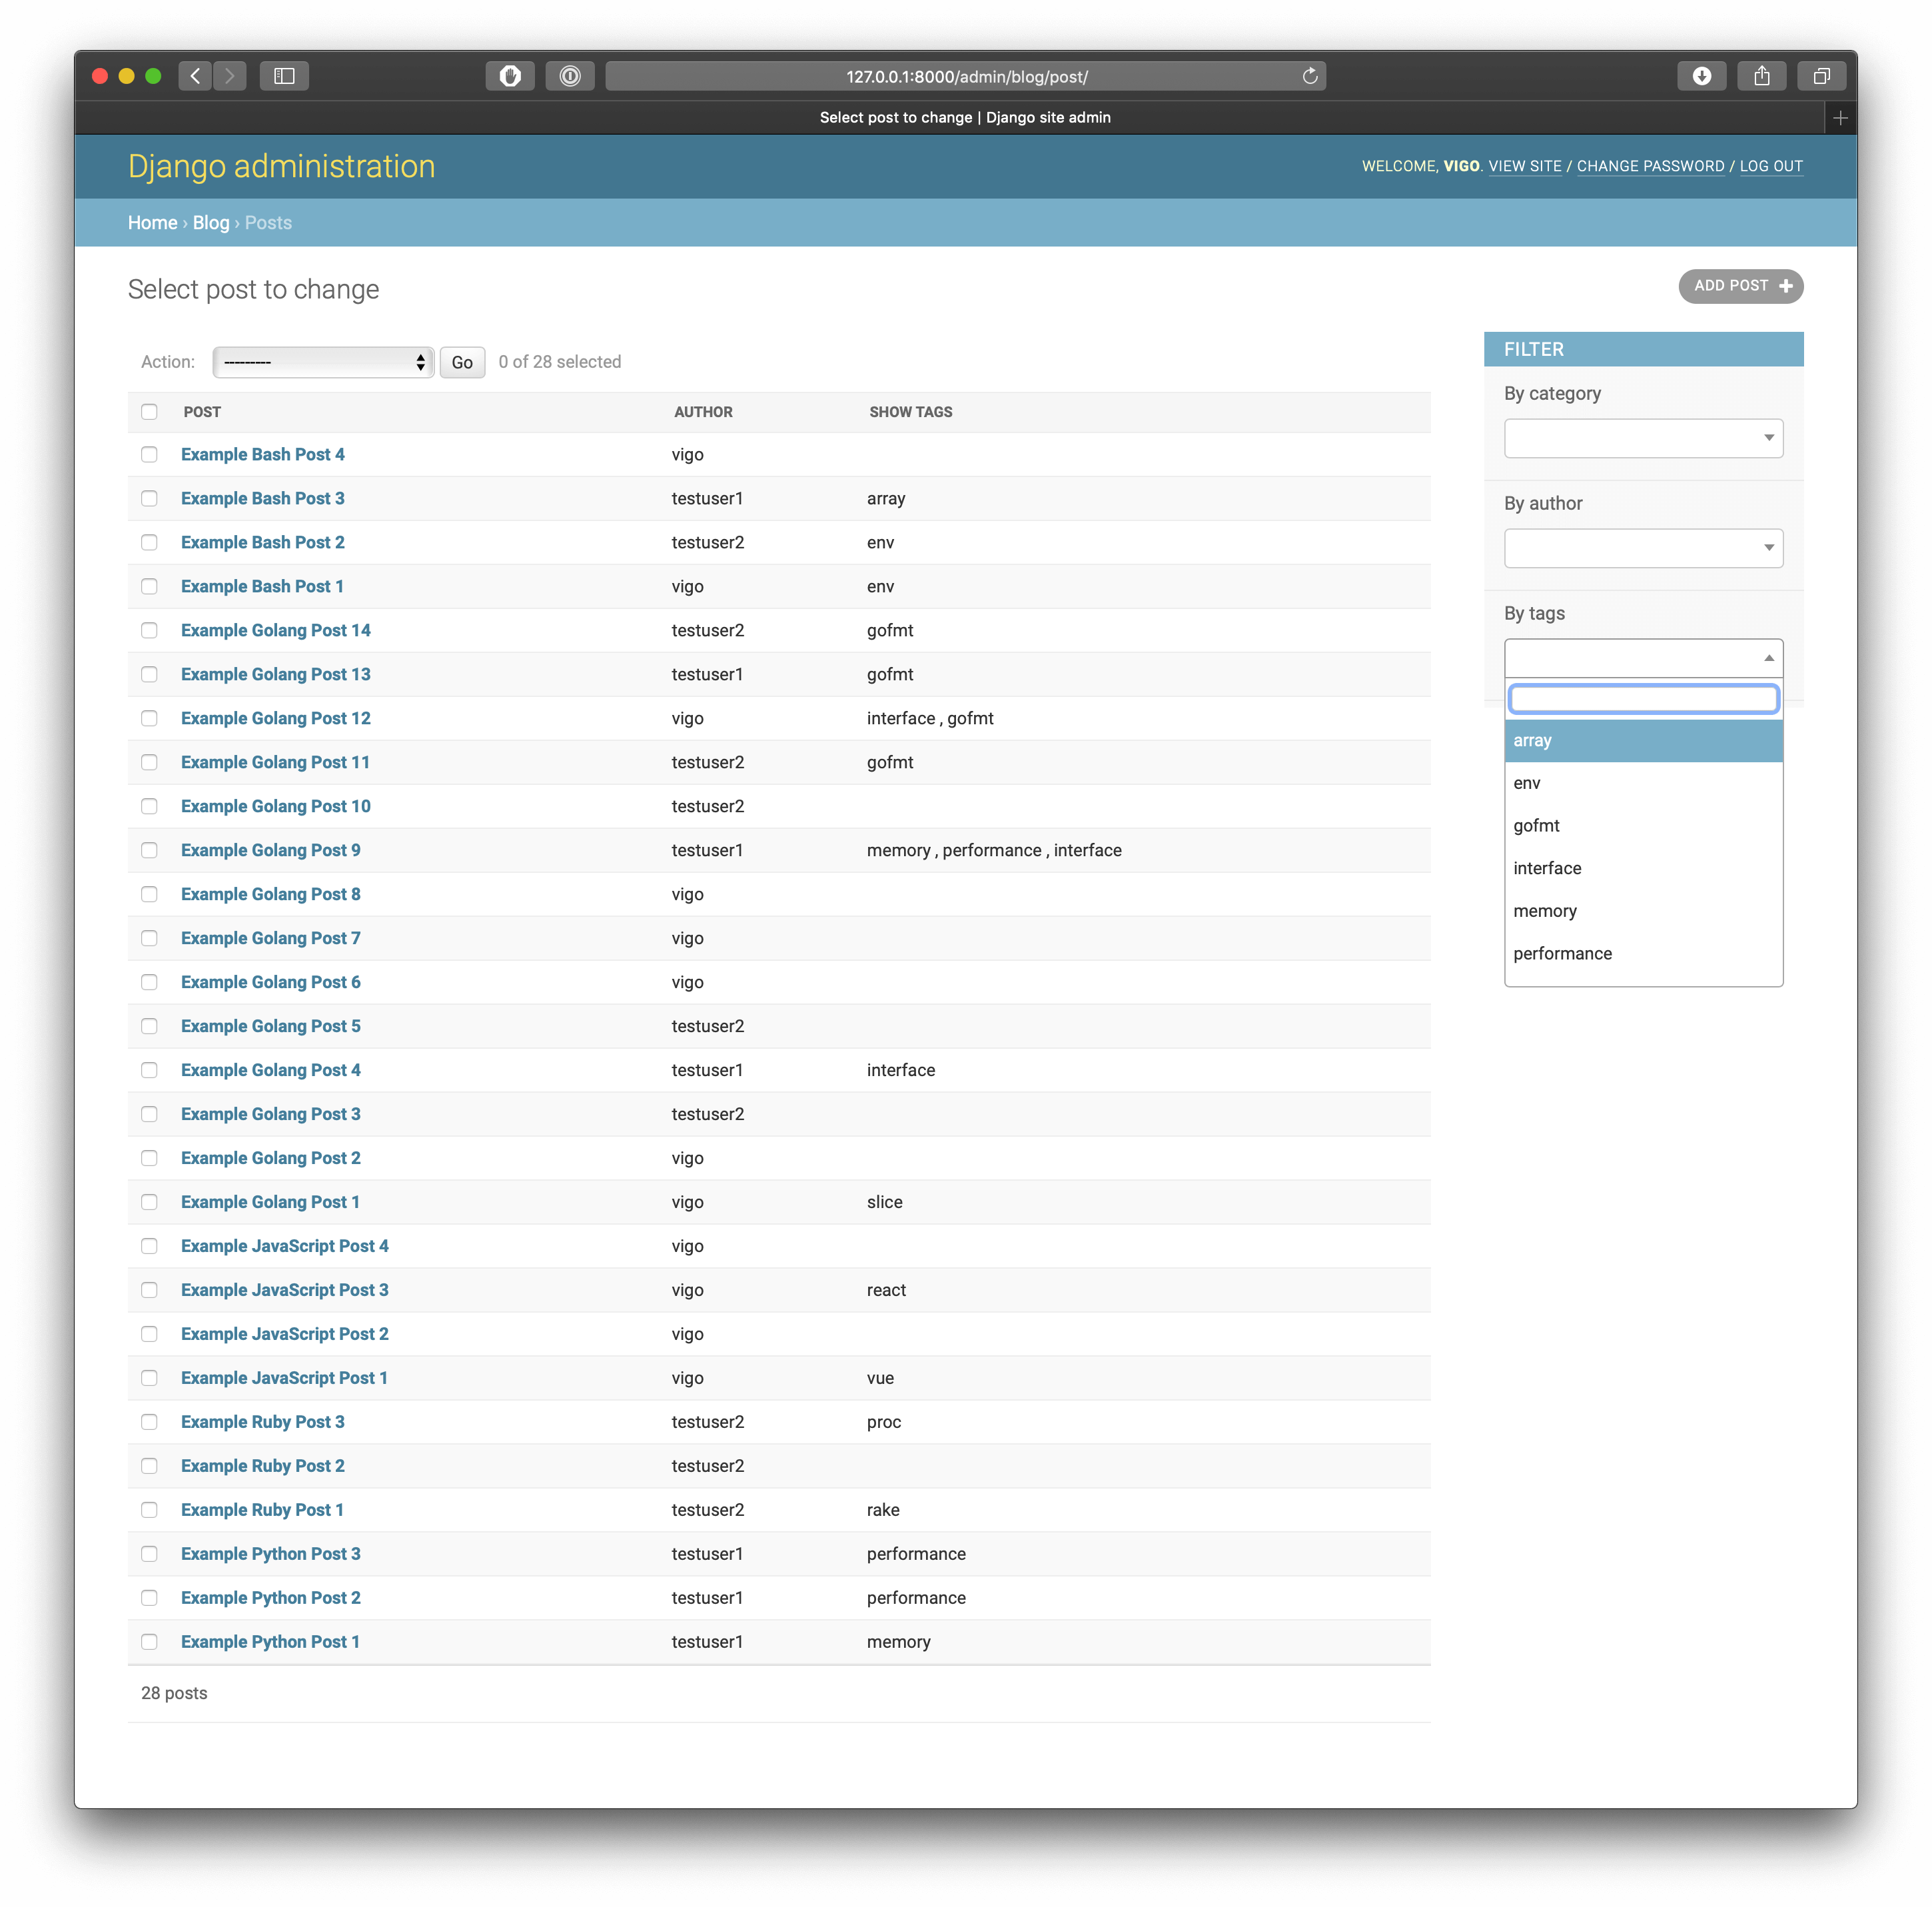 127.0.0.1:8000/admin/blog/post/
Select post to change | Django site admin
Django administration
WELCOME, VIGO. VIEW SITE / CHANGE PASSWORD / LOG OUT
Home › Blog › Posts
Select post to change
ADD POST +
Action: --------- Go 0 of 28 selected
POST AUTHOR SHOW TAGS
Example Bash Post 4 vigo
Example Bash Post 3 testuser1 array
Example Bash Post 2 testuser2 env
Example Bash Post 1 vigo env
Example Golang Post 14 testuser2 gofmt
Example Golang Post 13 testuser1 gofmt
Example Golang Post 12 vigo interface , gofmt
Example Golang Post 11 testuser2 gofmt
Example Golang Post 10 testuser2
Example Golang Post 9 testuser1 memory , performance , interface
Example Golang Post 8 vigo
Example Golang Post 7 vigo
Example Golang Post 6 vigo
Example Golang Post 5 testuser2
Example Golang Post 4 testuser1 interface
Example Golang Post 3 testuser2
Example Golang Post 2 vigo
Example Golang Post 1 vigo slice
Example JavaScript Post 4 vigo
Example JavaScript Post 3 vigo react
Example JavaScript Post 2 vigo
Example JavaScript Post 1 vigo vue
Example Ruby Post 3 testuser2 proc
Example Ruby Post 2 testuser2
Example Ruby Post 1 testuser2 rake
Example Python Post 3 testuser1 performance
Example Python Post 2 testuser1 performance
Example Python Post 1 testuser1 memory
28 posts
FILTER
By category
By author
By tags
array
env
gofmt
interface
memory
performance